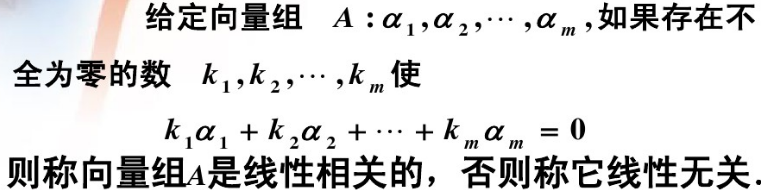 给定向量组 A : α₁, α₂, ⋯, αₘ, 如果存在不
全为零的数 k₁, k₂, ⋯, kₘ 使
k₁α₁ + k₂α₂ + ⋯ + kₘαₘ = 0
则称向量组A是线性相关的，否则称它线性无关.